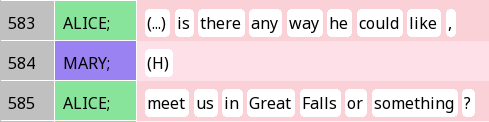 583 ALICE; (...) is there any way he could like ,
584 MARY; (H)
585 ALICE; meet us in Great Falls or something ?